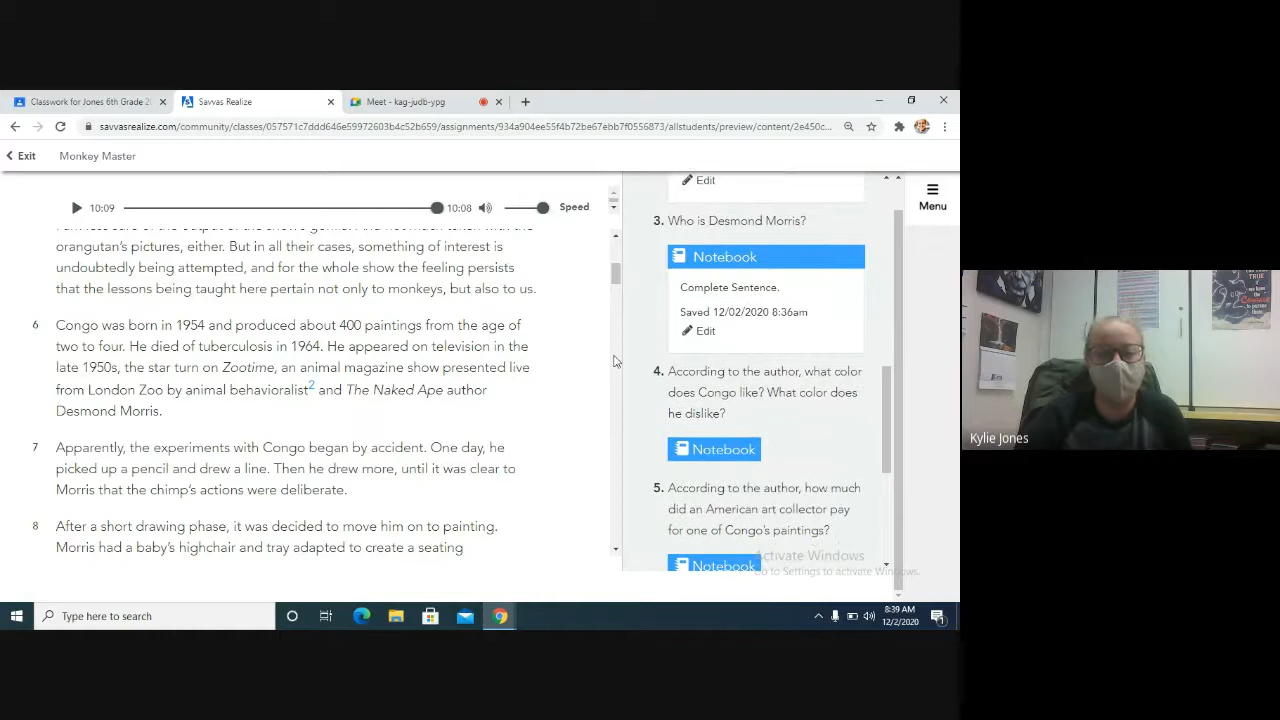 Classwork for Jones 6th Grade 2
Savvas Realize
Meet - kag-judb-ypg
savvasrealize.com/community/classes/057571c7ddd646e59972603b4c52b659/assignments/934a904ee55f4b72be67ebb7f0556873/allstudents/preview/content/2e450c...
Exit
Monkey Master
Menu
10:09
10:08
Speed
orangutan's pictures, either. But in all their cases, something of interest is
undoubtedly being attempted, and for the whole show the feeling persists
that the lessons being taught here pertain not only to monkeys, but also to us.
6 Congo was born in 1954 and produced about 400 paintings from the age of
two to four. He died of tuberculosis in 1964. He appeared on television in the
late 1950s, the star turn on Zootime, an animal magazine show presented live
from London Zoo by animal behavioralist2 and The Naked Ape author
Desmond Morris.
7 Apparently, the experiments with Congo began by accident. One day, he
picked up a pencil and drew a line. Then he drew more, until it was clear to
Morris that the chimp's actions were deliberate.
8 After a short drawing phase, it was decided to move him on to painting.
Morris had a baby's highchair and tray adapted to create a seating
Edit
3. Who is Desmond Morris?
Notebook
Complete Sentence.
Saved 12/02/2020 8:36am
Edit
4. According to the author, what color
does Congo like? What color does
he dislike?
Notebook
5. According to the author, how much
did an American art collector pay
for one of Congo's paintings?
Notebook
Activate Windows
Go to Settings to activate Windows.
Type here to search
8:39 AM
12/2/2020
1
Kylie Jones
TRUE
Courage